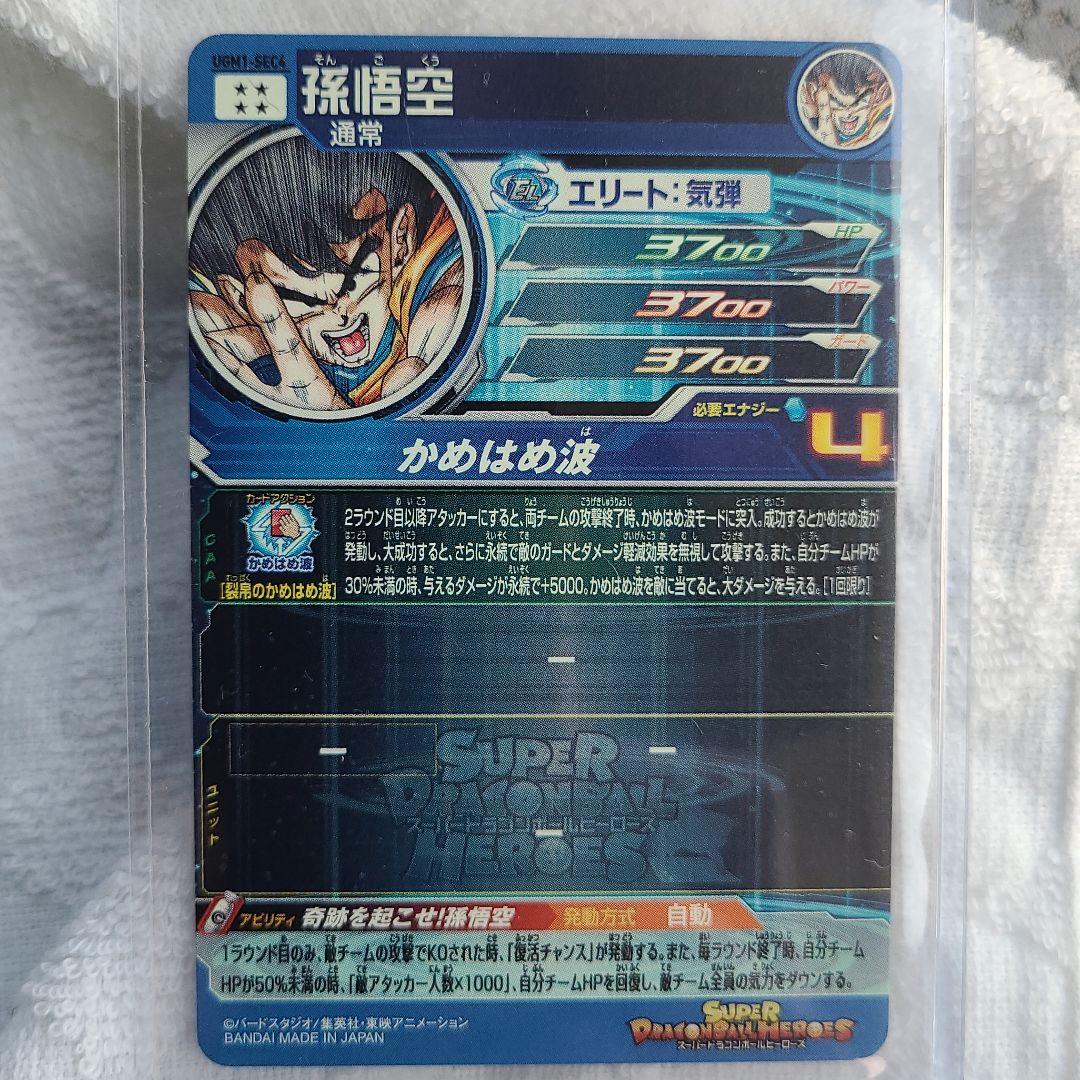 UGM1-SEC6
そん ご くう
孫悟空
通常
EL エリート:気弾
HP
3700
パワー
3700
ガード
3700
必要エナジー 4
は
かめはめ波
カードアクション
CAA
かめはめ波
れっぱく は
[裂帛のかめはめ波]
2ラウンド目以降アタッカーにすると、両チームの攻撃終了時、かめはめ波モードに突入。成功するとかめはめ波が
発動し、大成功すると、さらに永続で敵のガードとダメージ軽減効果を無視して攻撃する。また、自分チームHPが
30%未満の時、与えるダメージが永続で+5000。かめはめ波を敵に当てると、大ダメージを与える。[1回限り]
ー
ユニット
ー ー
ー
SUPER
DRAGONBALL
スーパードラゴンボールヒーローズ
HEROES
アビリティ 奇跡を起こせ!孫悟空 発動方式 自動
1ラウンド目のみ、敵チームの攻撃でKOされた時、「復活チャンス」が発動する。また、毎ラウンド終了時、自分チーム
HPが50%未満の時、「敵アタッカー人数×1000」、自分チームHPを回復し、敵チーム全員の気力をダウンする。
©バードスタジオ/集英社・東映アニメーション
BANDAI MADE IN JAPAN
SUPER
DRAGONBALL HEROES
スーパードラゴンボールヒーローズ